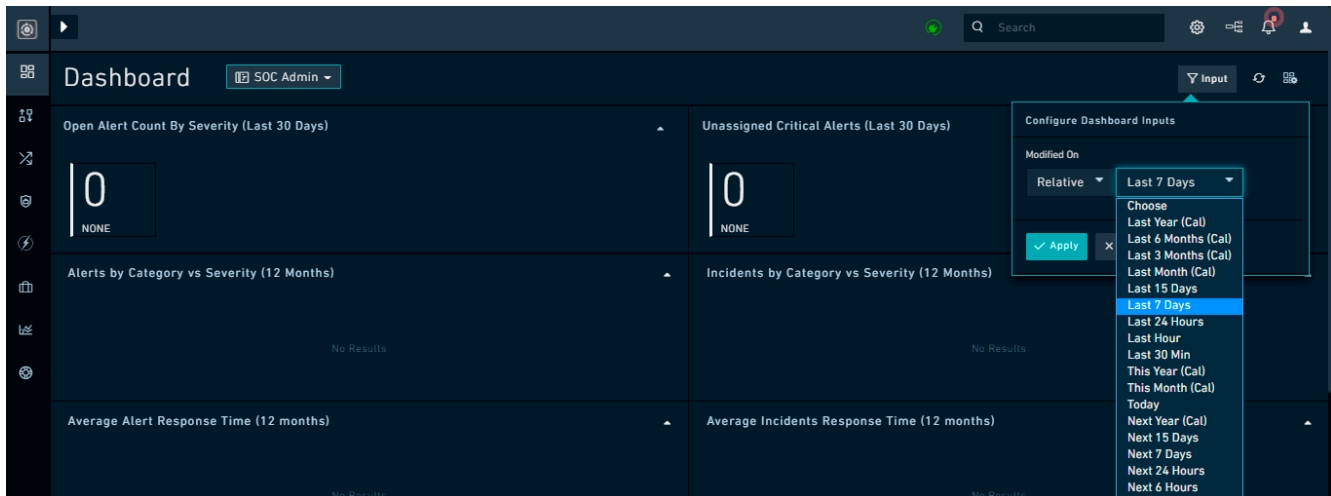 Search
Dashboard
SOC Admin
Input
Open Alert Count By Severity (Last 30 Days)
0
NONE
Unassigned Critical Alerts (Last 30 Days)
0
NONE
Configure Dashboard Inputs
Modified On
Relative
Last 7 Days
Apply
Choose
Last Year (Cal)
Last 6 Months (Cal)
Last 3 Months (Cal)
Last Month (Cal)
Last 15 Days
Last 7 Days
Last 24 Hours
Last Hour
Last 30 Min
This Year (Cal)
This Month (Cal)
Today
Next Year (Cal)
Next 15 Days
Next 7 Days
Next 24 Hours
Next 6 Hours
Alerts by Category vs Severity (12 Months)
No Results
Incidents by Category vs Severity (12 Months)
No Results
Average Alert Response Time (12 months)
No Results
Average Incidents Response Time (12 months)
No Results